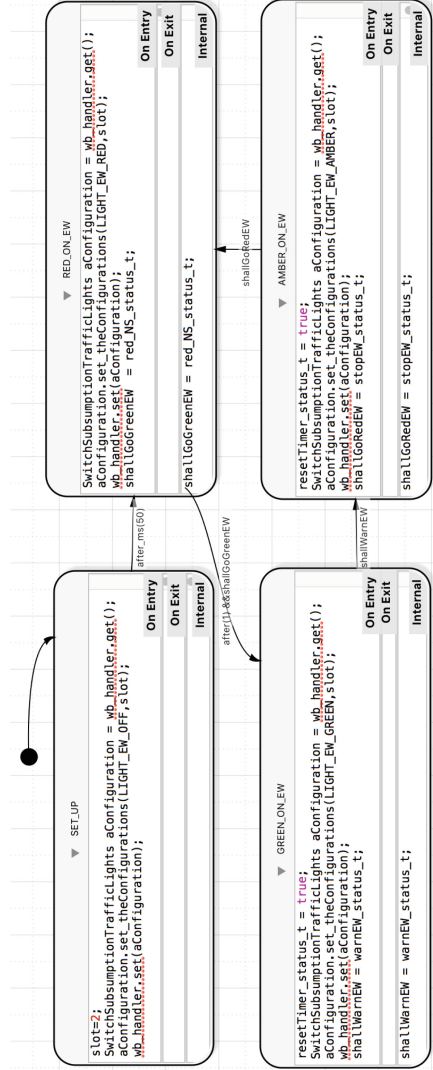 SET_UP
slot=2;
SwitchSubsumptionTrafficLights aConfiguration = wb_handler.get();
aConfiguration.set_theConfigurations(LIGHT_EW_OFF,slot);
wb_handler.set(aConfiguration);
On Entry
On Exit
Internal
after_ms(50)
RED_ON_EW
SwitchSubsumptionTrafficLights aConfiguration = wb_handler.get();
aConfiguration.set_theConfigurations(LIGHT_EW_RED,slot);
wb_handler.set(aConfiguration);
shallGoGreenEW = red_NS_status_t;
On Entry
On Exit
shallGoGreenEW = red_NS_status_t;
Internal
after(1) &&shallGoGreenEW
shallGoRedEW
GREEN_ON_EW
resetTimer_status_t = true;
SwitchSubsumptionTrafficLights aConfiguration = wb_handler.get();
aConfiguration.set_theConfigurations(LIGHT_EW_GREEN,slot);
wb_handler.set(aConfiguration);
shallWarnEW = warnEW_status_t;
On Entry
On Exit
shallWarnEW = warnEW_status_t;
Internal
shallWarnEW
AMBER_ON_EW
resetTimer_status_t = true;
SwitchSubsumptionTrafficLights aConfiguration = wb_handler.get();
aConfiguration.set_theConfigurations(LIGHT_EW_AMBER,slot);
wb_handler.set(aConfiguration);
shallGoRedEW = stopEW_status_t;
On Entry
On Exit
shallGoRedEW = stopEW_status_t;
Internal